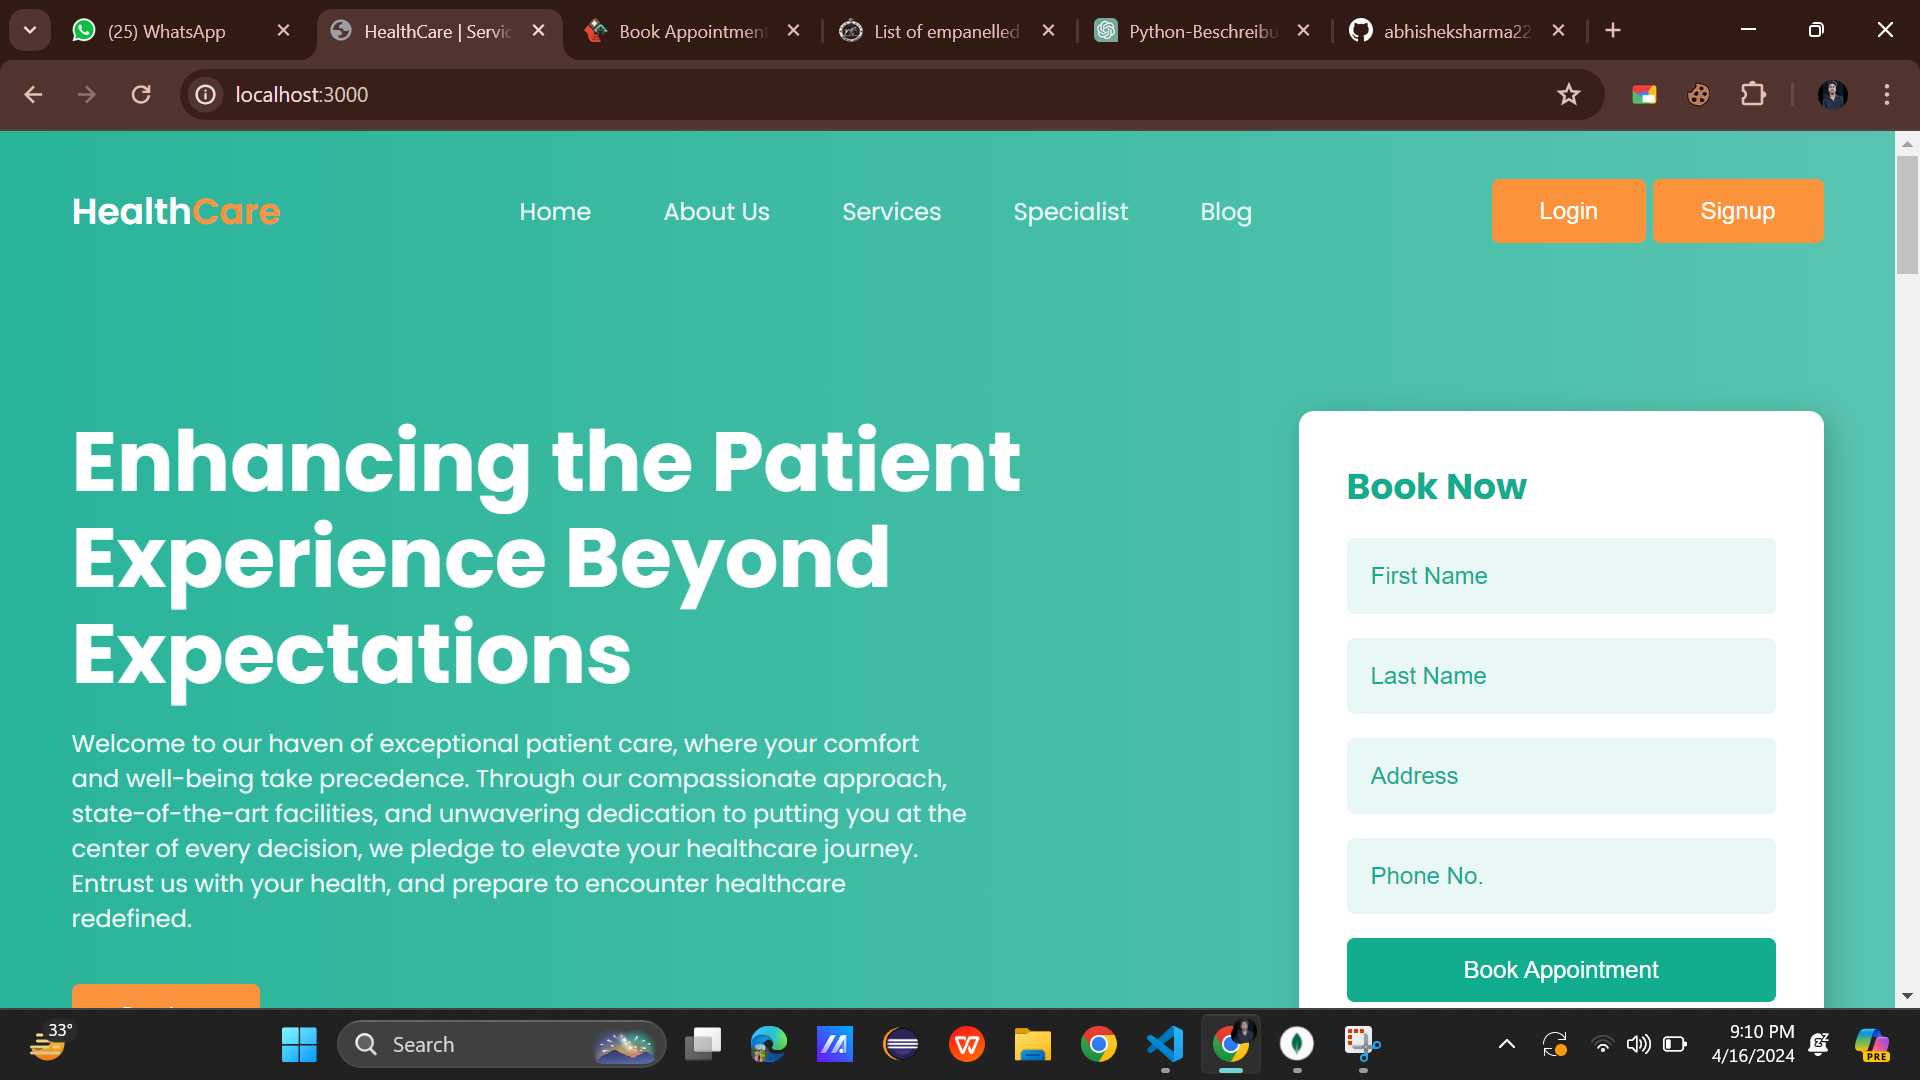 (25) WhatsApp
HealthCare | Servic
Book Appointment
List of empanelled
Python-Beschreibu
abhisheksharma22
localhost:3000
HealthCare
Home
About Us
Services
Specialist
Blog
Login
Signup
Enhancing the Patient
Experience Beyond
Expectations
Welcome to our haven of exceptional patient care, where your comfort
and well-being take precedence. Through our compassionate approach,
state-of-the-art facilities, and unwavering dedication to putting you at the
center of every decision, we pledge to elevate your healthcare journey.
Entrust us with your health, and prepare to encounter healthcare
redefined.
Book Now
First Name
Last Name
Address
Phone No.
Book Appointment
33°
Search
9:10 PM
4/16/2024
PRE